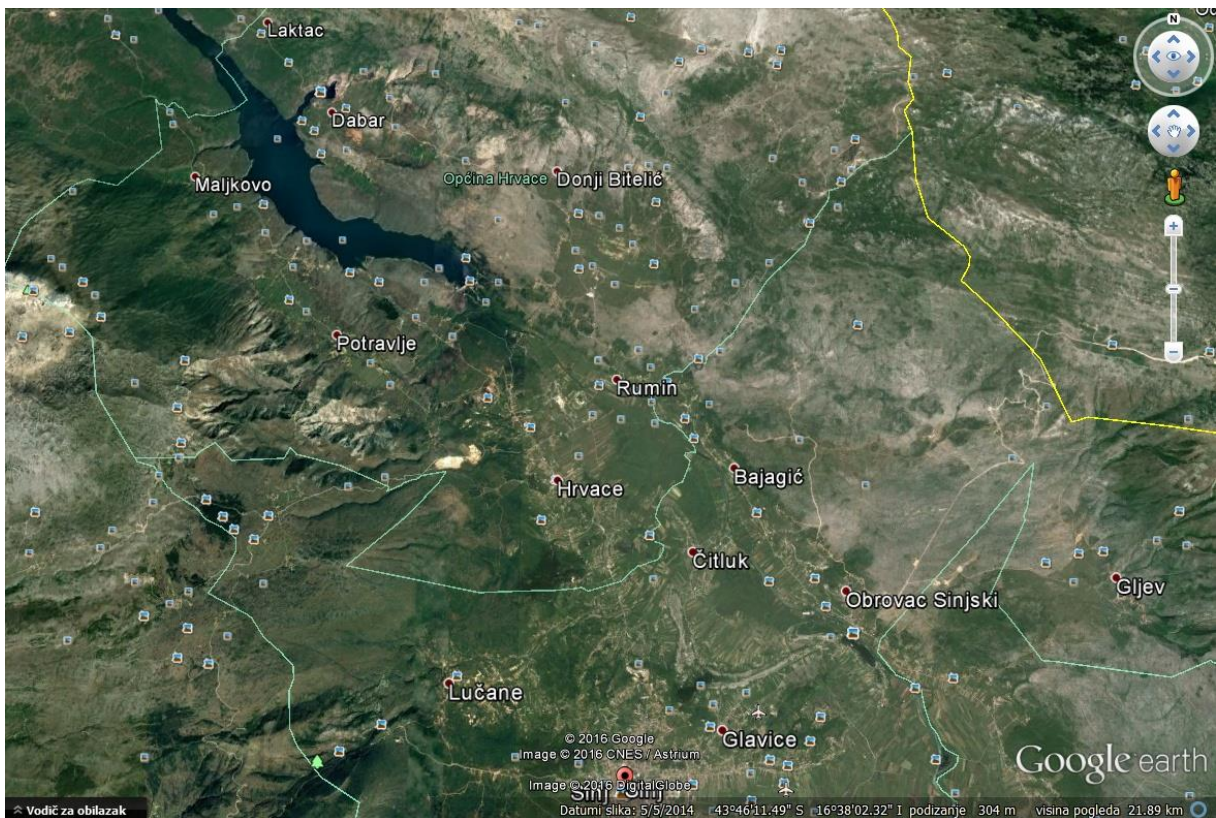 Laktac
N
Dabar
Maljkovo
Općina Hrvace
Donji Bitelić
Potravlje
Rumin
Bajagić
Hrvace
Čitluk
Gljev
Obrovac Sinjski
Lučane
Glavice
© 2016 Google
Image © 2016 CNES / Astrium
Image © 2016 DigitalGlobe
Google earth
Sinj Sinj
Vodič za obilazak
Datumi slika: 5/5/2014 43°46'11.49" S 16°38'02.32" I podizanje 304 m visina pogleda 21.89 km